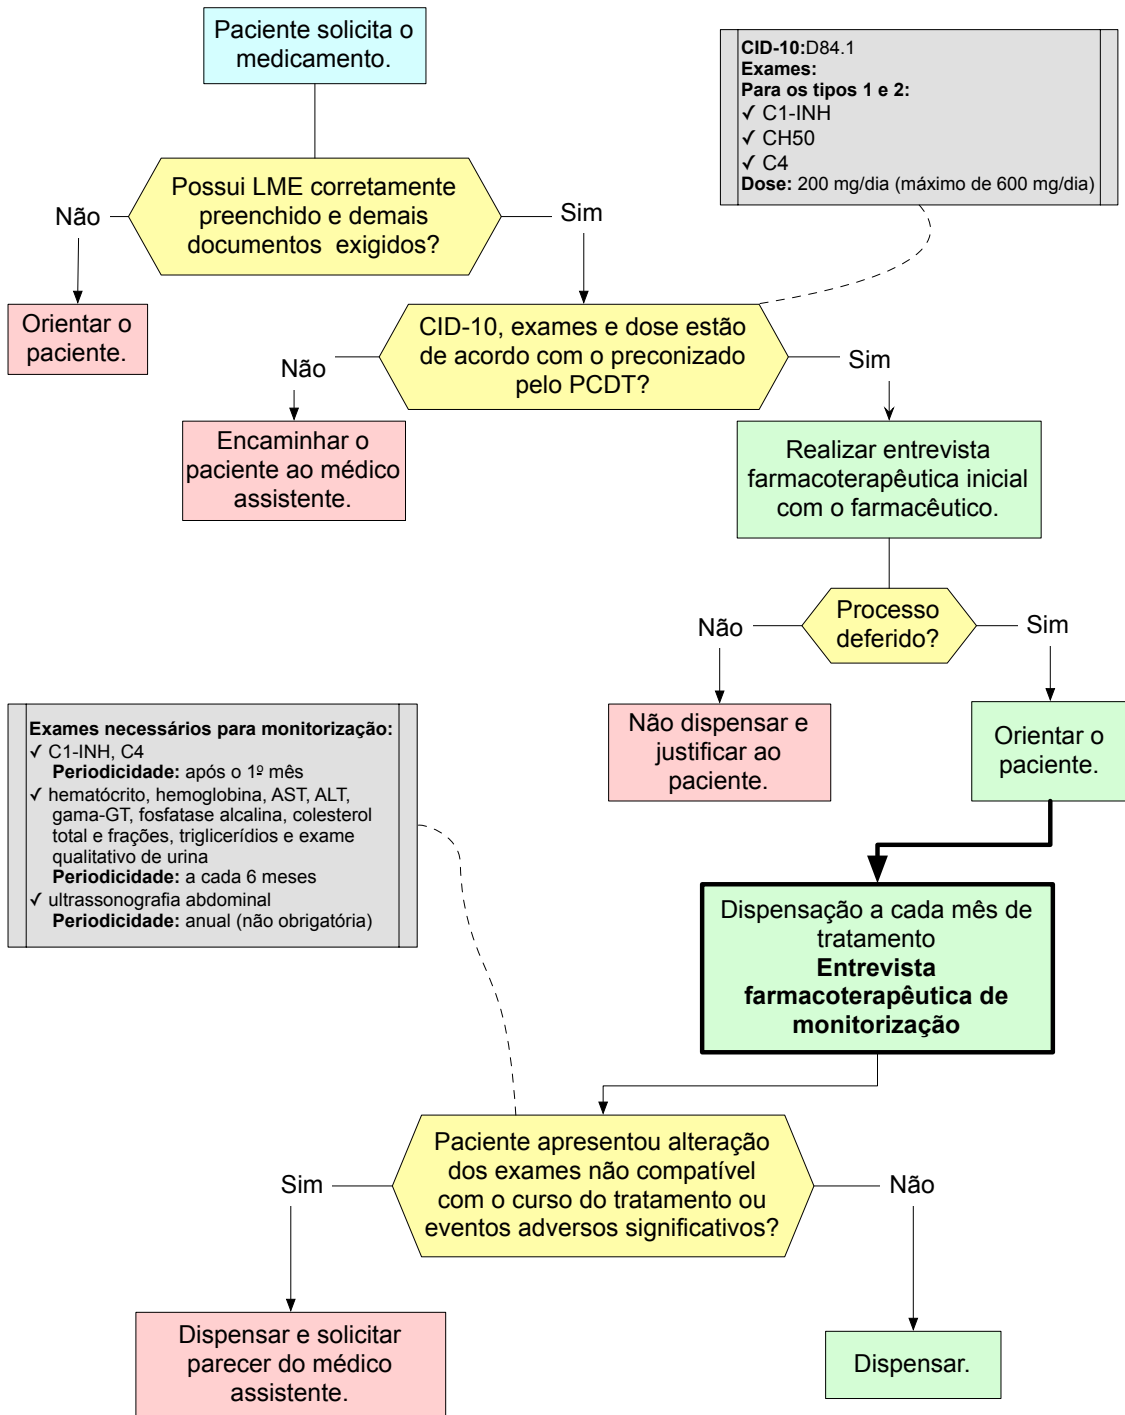 Paciente solicita o
medicamento.
CID-10:D84.1
Exames:
Para os tipos 1 e 2:
✓ C1-INH
✓ CH50
✓ C4
Dose: 200 mg/dia (máximo de 600 mg/dia)
Possui LME corretamente
preenchido e demais
documentos exigidos?
Não
Sim
Orientar o
paciente.
CID-10, exames e dose estão
de acordo com o preconizado
pelo PCDT?
Não
Sim
Encaminhar o
paciente ao médico
assistente.
Realizar entrevista
farmacoterapêutica inicial
com o farmacêutico.
Processo
deferido?
Não
Sim
Não dispensar e
justificar ao
paciente.
Orientar o
paciente.
Exames necessários para monitorização:
✓ C1-INH, C4
Periodicidade: após o 1º mês
✓ hematócrito, hemoglobina, AST, ALT,
gama-GT, fosfatase alcalina, colesterol
total e frações, triglicerídios e exame
qualitativo de urina
Periodicidade: a cada 6 meses
✓ ultrassonografia abdominal
Periodicidade: anual (não obrigatória)
Dispensação a cada mês de
tratamento
Entrevista
farmacoterapêutica de
monitorização
Paciente apresentou alteração
dos exames não compatível
com o curso do tratamento ou
eventos adversos significativos?
Sim
Não
Dispensar e solicitar
parecer do médico
assistente.
Dispensar.